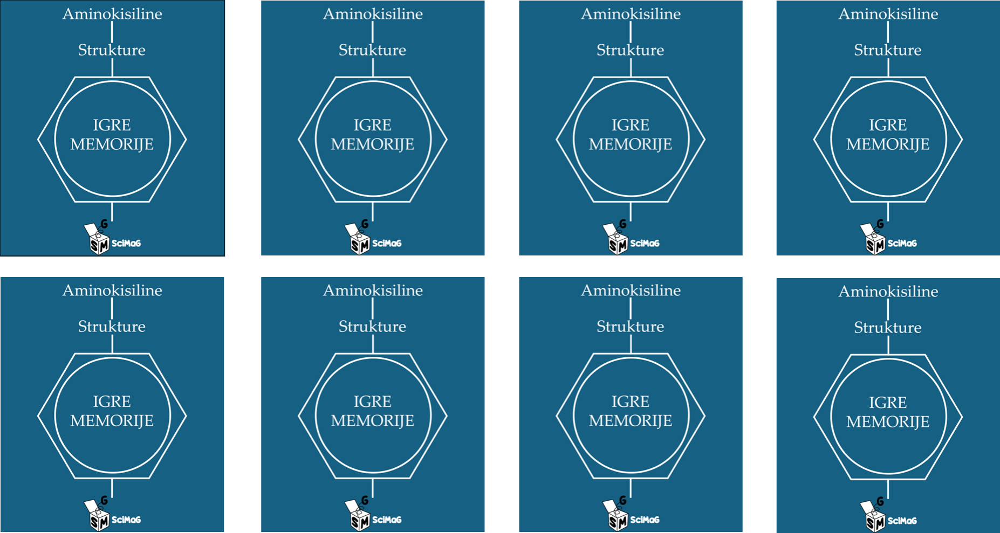 Aminokisiline
Strukture
IGRE
MEMORIJE
G
SM SciMaG
Aminokisiline
Strukture
IGRE
MEMORIJE
G
SM SciMaG
Aminokisiline
Strukture
IGRE
MEMORIJE
G
SM SciMaG
Aminokisiline
Strukture
IGRE
MEMORIJE
G
SM SciMaG
Aminokisiline
Strukture
IGRE
MEMORIJE
G
SM SciMaG
Aminokisiline
Strukture
IGRE
MEMORIJE
G
SM SciMaG
Aminokisiline
Strukture
IGRE
MEMORIJE
G
SM SciMaG
Aminokisiline
Strukture
IGRE
MEMORIJE
G
SM SciMaG